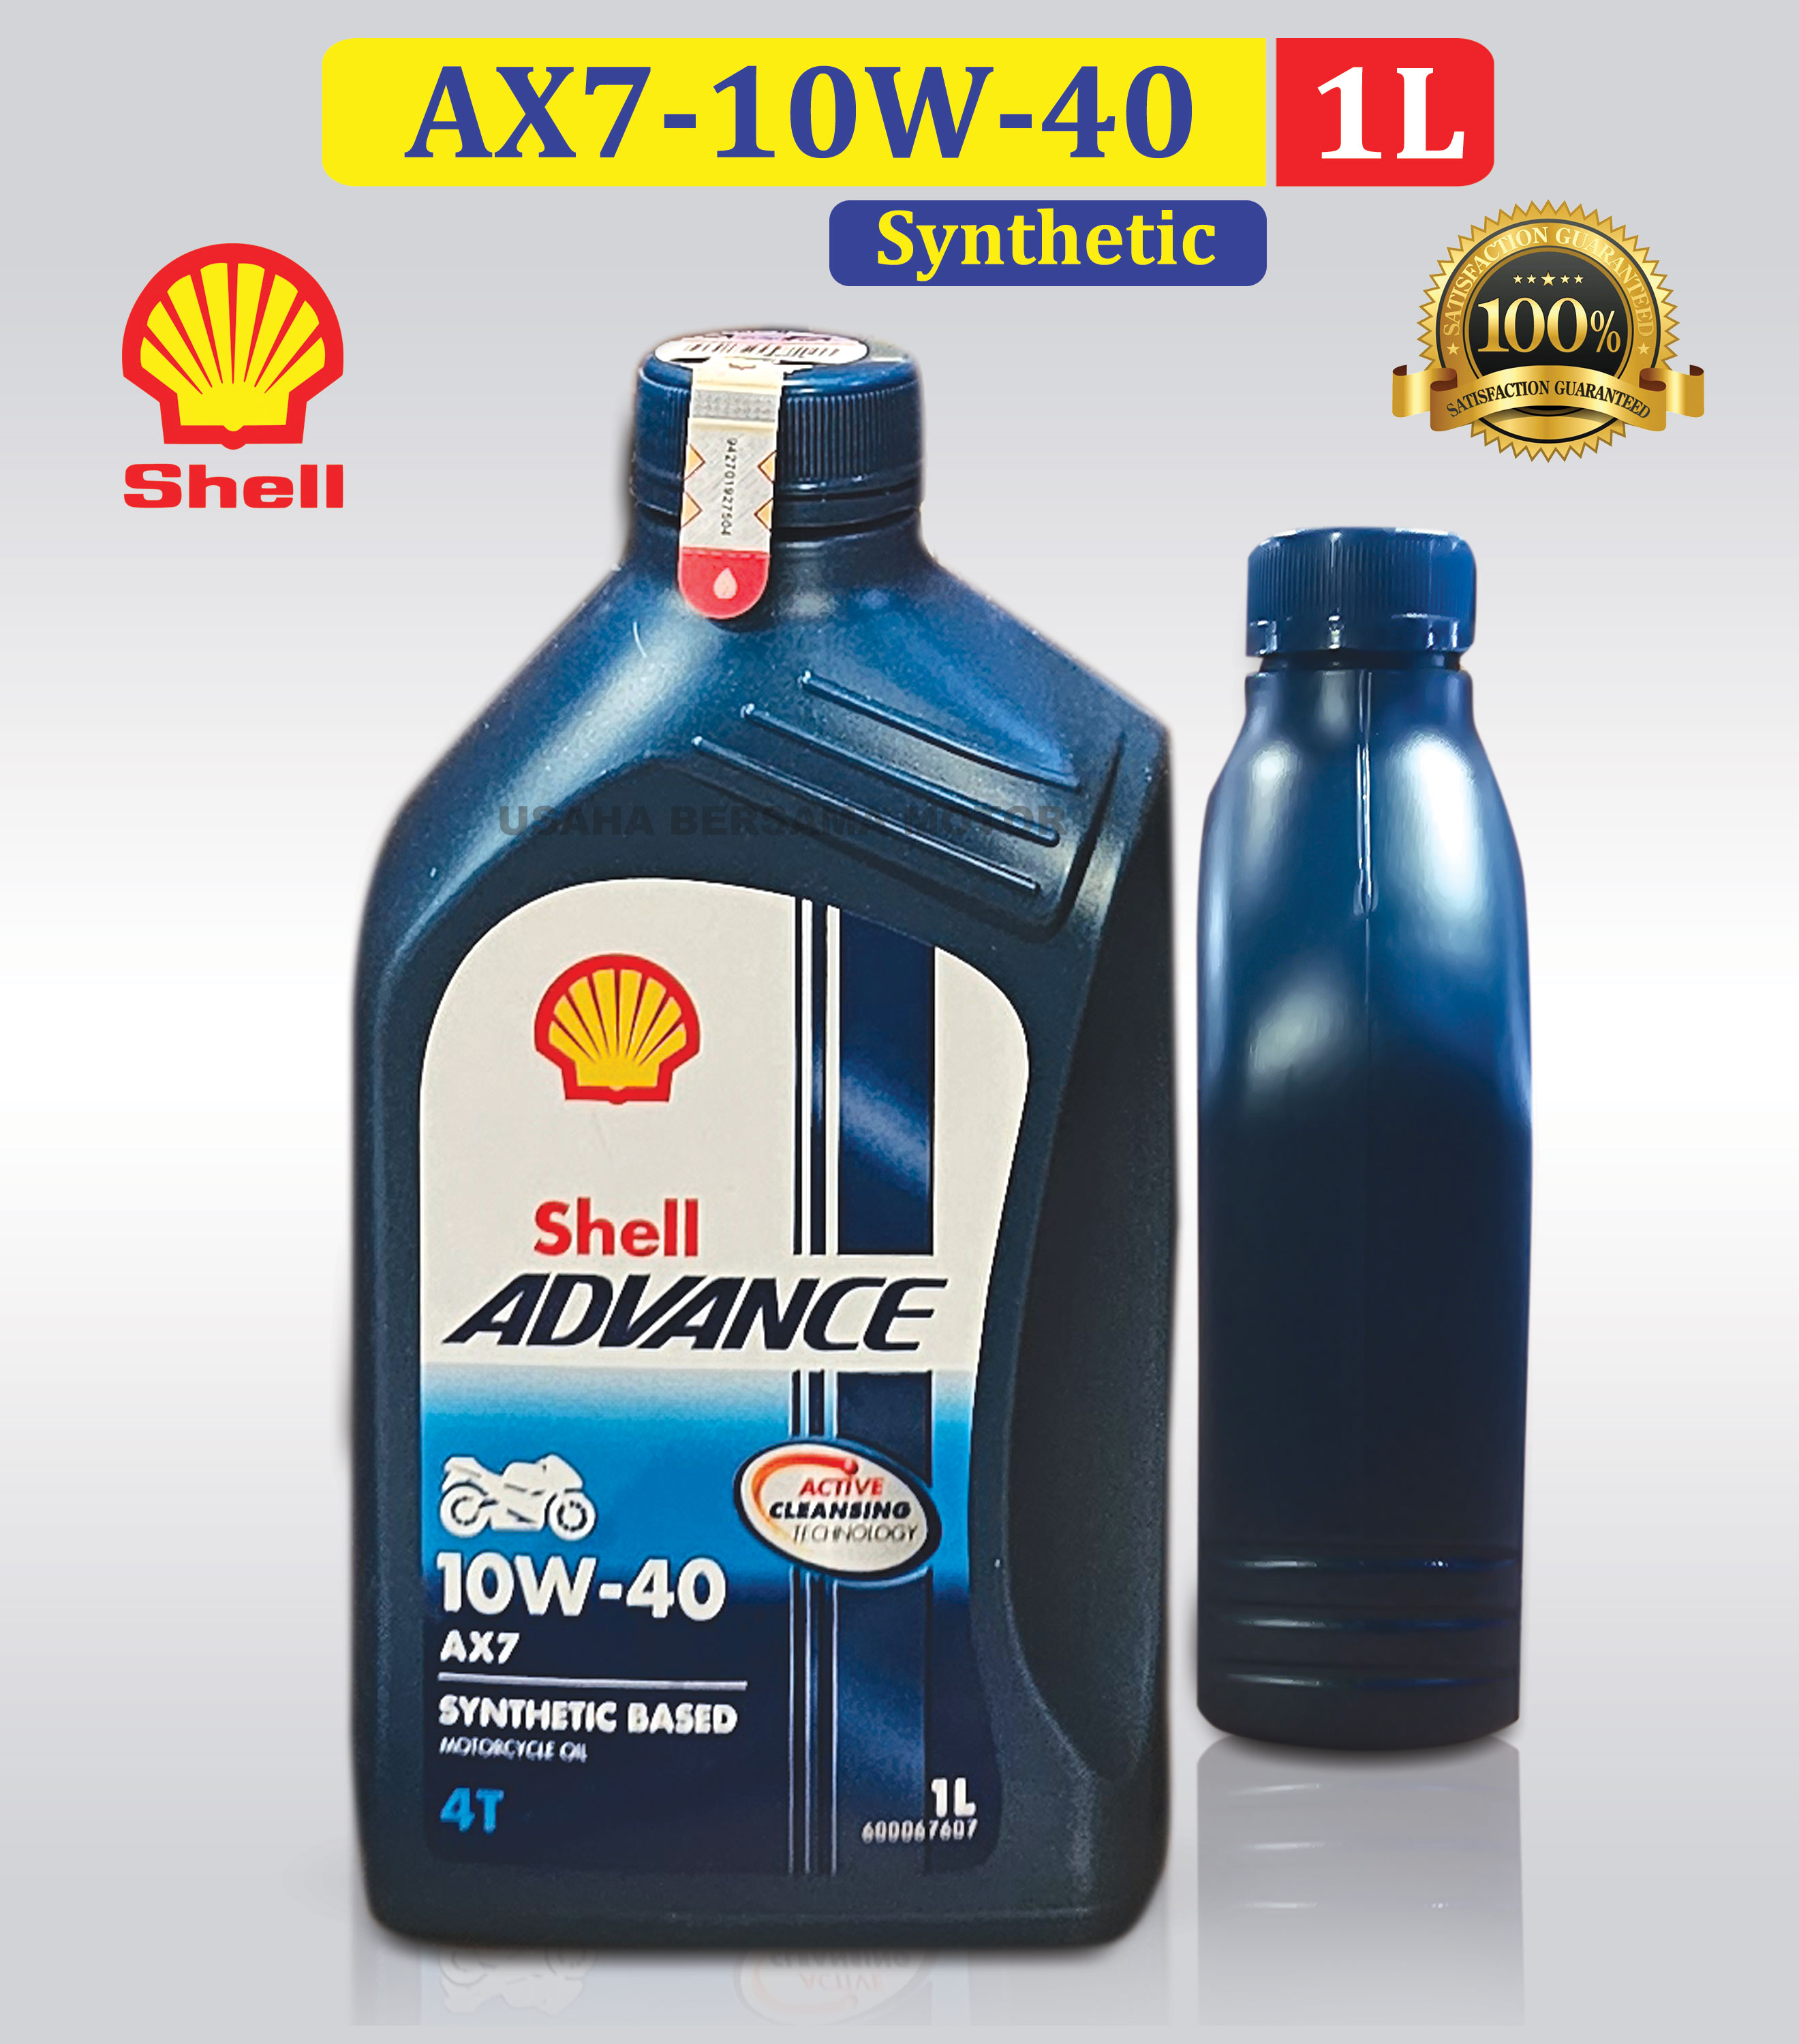 AX7-10W-40 1L
Synthetic
Shell
SATISFACTION GUARANTEED
100%
SATISFACTION GUARANTEED
942701927504
USAHA BERSAMA MOTOR
Shell
ADVANCE
ACTIVE
CLEANSING
TECHNOLOGY
10W-40
AX7
SYNTHETIC BASED
MOTORCYCLE OIL
4T
1L
600067607